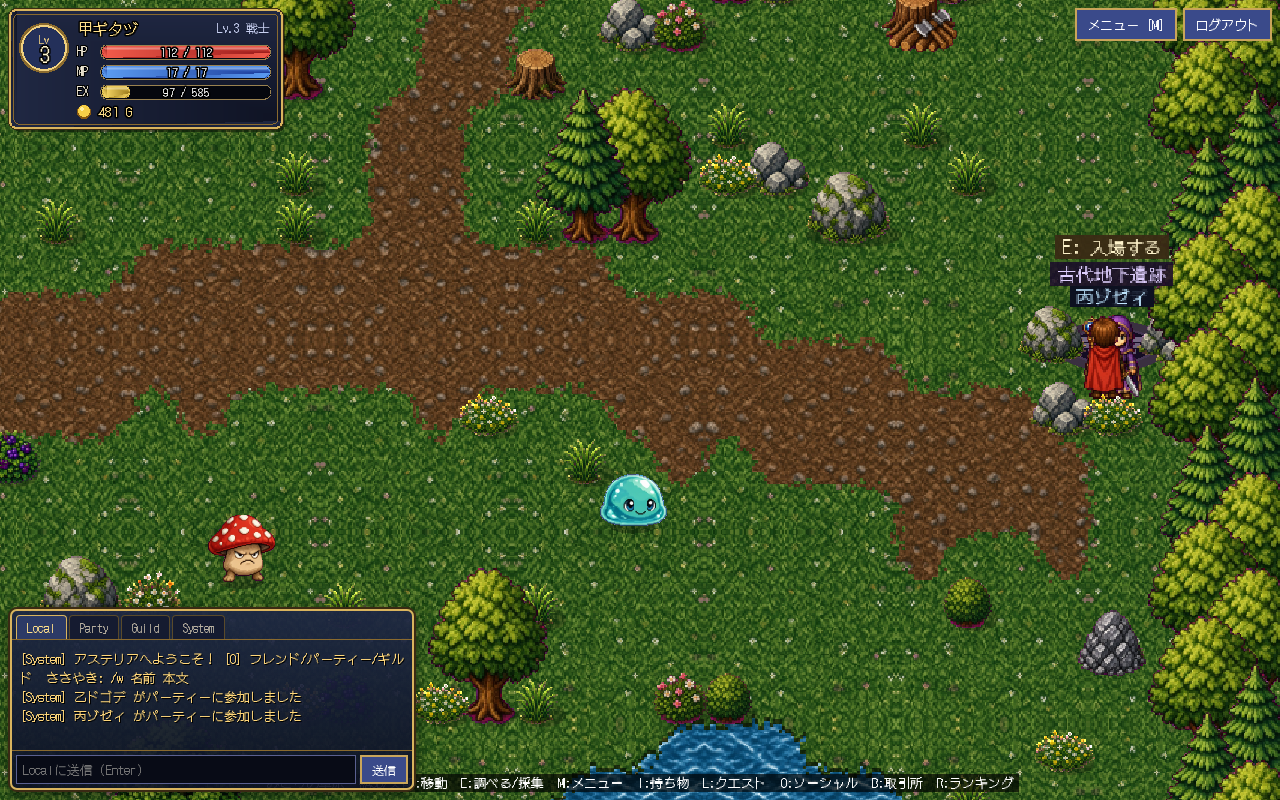 Lv
3
甲ギタヅ Lv.3 戦士
HP 112 / 112
MP 17 / 17
EX 97 / 585
481 G
メニュー [M]
ログアウト
E: 入場する
古代地下遺跡
丙ゾゼィ
Local Party Guild System
[System] アステリアへようこそ！ [O] フレンド/パーティー/ギル
ド ささやき: /w 名前 本文
[System] 乙ドゴデ がパーティーに参加しました
[System] 丙ゾゼィ がパーティーに参加しました
Localに送信 (Enter)
送信
:移動 E:調べる/採集 M:メニュー I:持ち物 L:クエスト O:ソーシャル B:取引所 R:ランキング